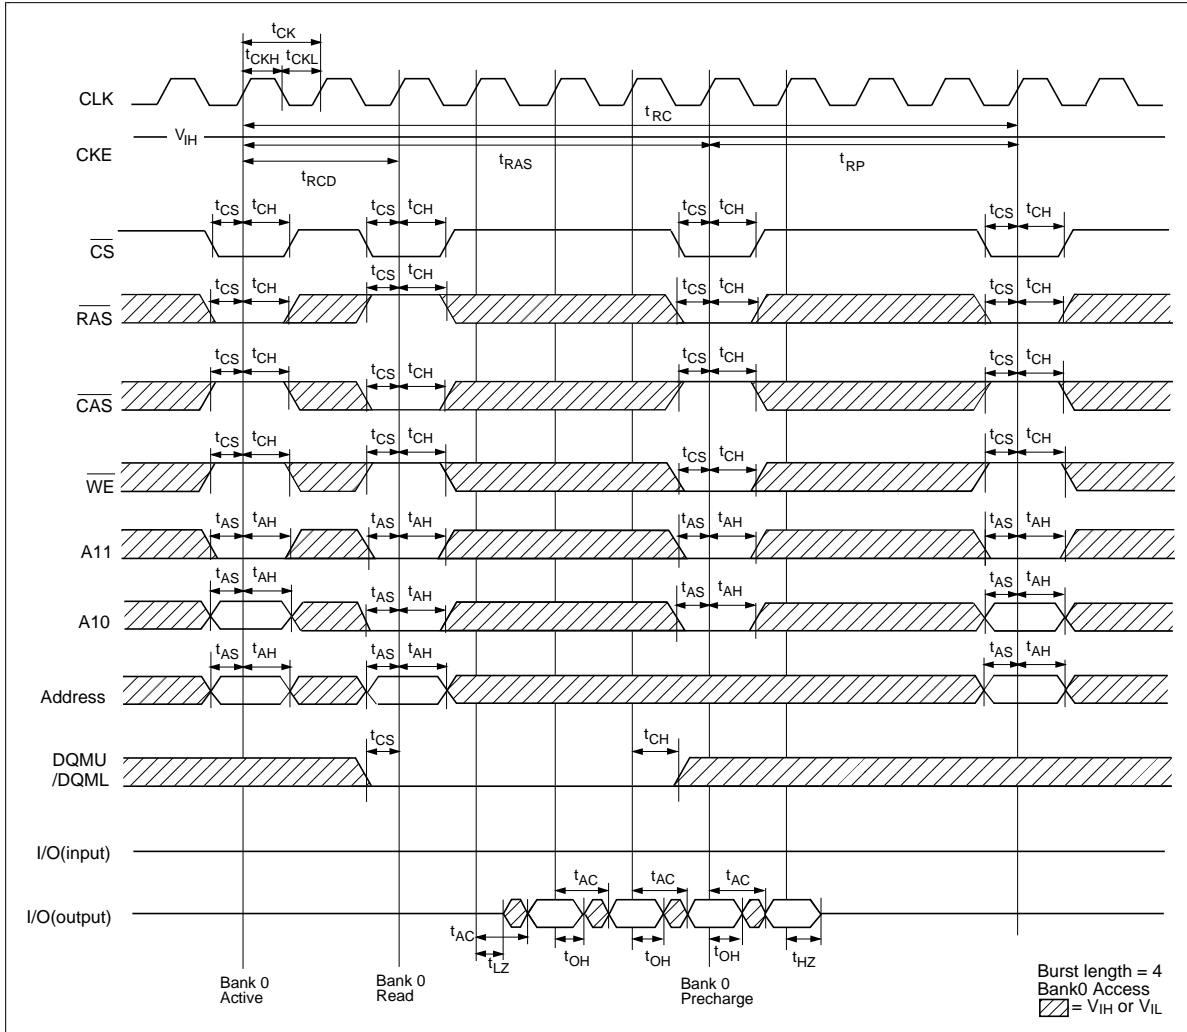 tCK
tCKH tCKL
CLK
tRC
VIH
CKE
tRAS tRP
tRCD
tCS tCH tCS tCH tCS tCH tCS tCH
CS
tCS tCH tCS tCH tCS tCH tCS tCH
RAS
tCS tCH tCS tCH tCS tCH tCS tCH
CAS
tCS tCH tCS tCH tCS tCH tCS tCH
WE
tAS tAH tAS tAH tAS tAH tAS tAH
A11
tAS tAH tAS tAH tAS tAH tAS tAH
A10
tAS tAH tAS tAH tAS tAH
Address
tCS tCH
DQMU
/DQML
I/O(input)
tAC tAC tAC
I/O(output)
tAC
tLZ tOH tOH tOH tHZ
Bank 0
Active
Bank 0
Read
Bank 0
Precharge
Burst length = 4
Bank0 Access
= VIH or VIL